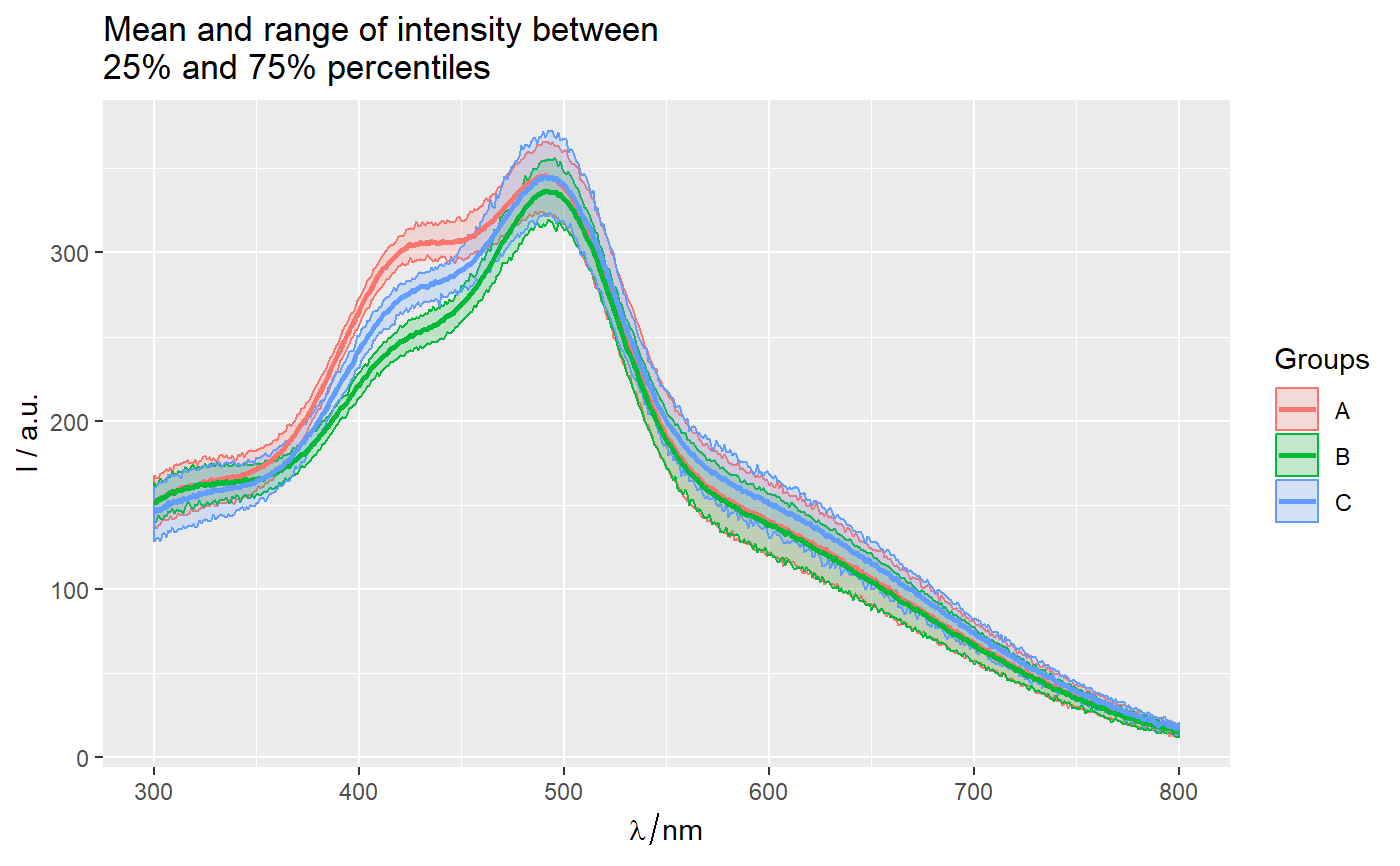 Mean and range of intensity between
25% and 75% percentiles
I / a.u.
300
200
100
0
300 400 500 600 700 800
λ/nm
Groups
A
B
C